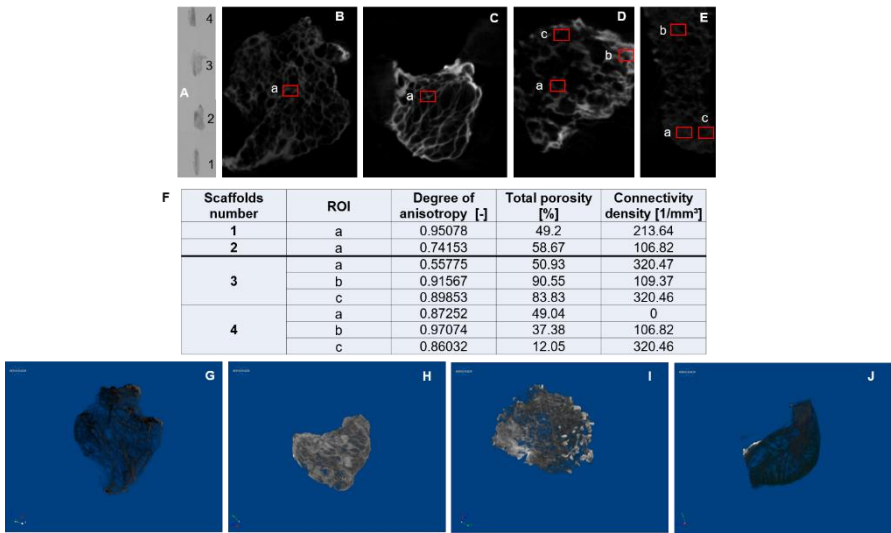 4
3
A
2
1
B
a
C
a
D
c
b
a
E
b
a
c
F
Scaffolds number
ROI
Degree of anisotropy [-]
Total porosity [%]
Connectivity density [1/mm³]
1 a 0.95078 49.2 213.64
2 a 0.74153 58.67 106.82
3 a 0.55775 50.93 320.47
b 0.91567 90.55 109.37
c 0.89853 83.83 320.46
4 a 0.87252 49.04 0
b 0.97074 37.38 106.82
c 0.86032 12.05 320.46
G
H
I
J